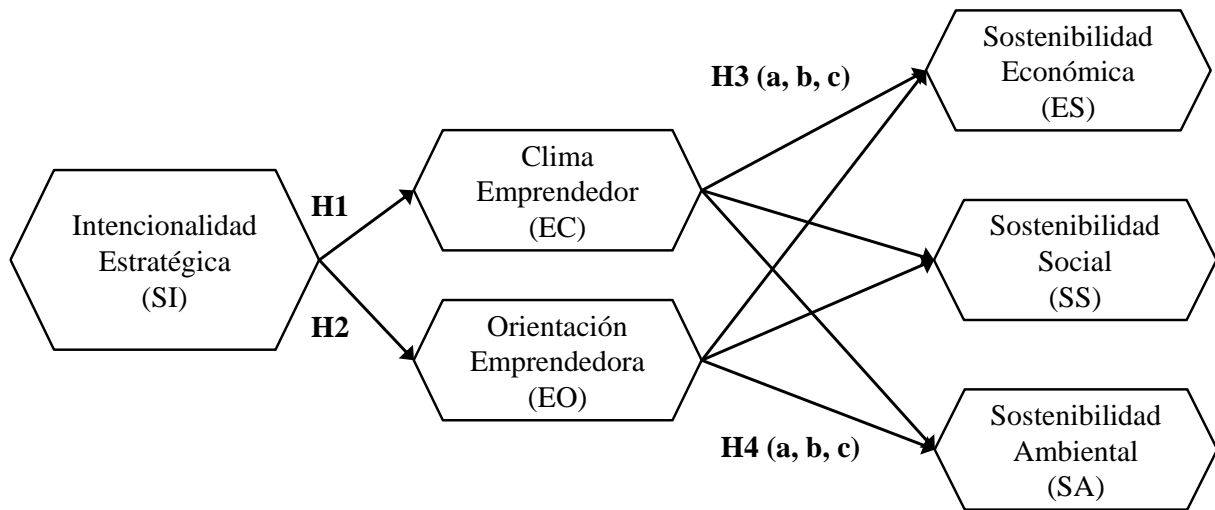 Intencionalidad
Estratégica
(SI)
H1
H2
Clima
Emprendedor
(EC)
Orientación
Emprendedora
(EO)
H3 (a, b, c)
H4 (a, b, c)
Sostenibilidad
Económica
(ES)
Sostenibilidad
Social
(SS)
Sostenibilidad
Ambiental
(SA)